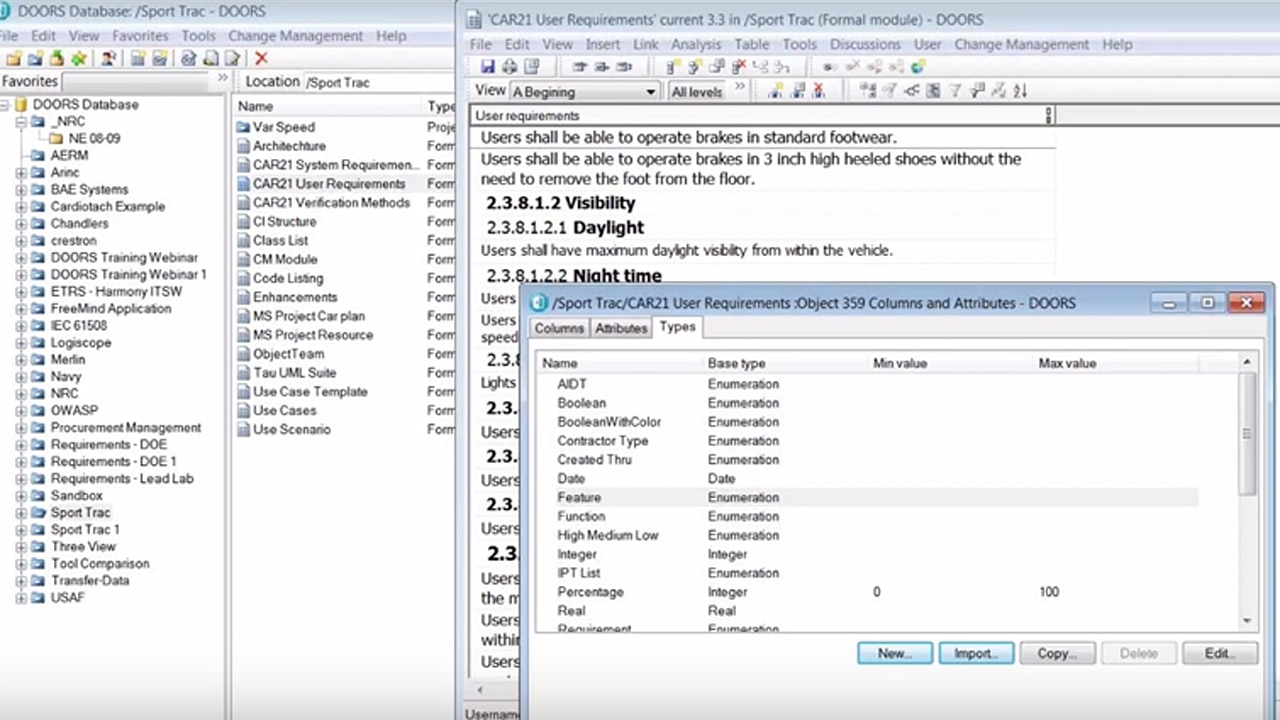 DOORS Database: /Sport Trac - DOORS
File Edit View Favorites Tools Change Management Help
Favorites » Location /Sport Trac
DOORS Database
_NRC
NE 08-09
AERM
Arinc
BAE Systems
Cardiotach Example
Chandlers
crestron
DOORS Training Webinar
DOORS Training Webinar 1
ETRS - Harmony ITSW
FreeMind Application
IEC 61508
Logiscope
Merlin
Navy
NRC
OWASP
Procurement Management
Requirements - DOE
Requirements - DOE 1
Requirements - Lead Lab
Sandbox
Sport Trac
Sport Trac 1
Three View
Tool Comparison
Transfer-Data
USAF
Name Type
Var Speed Proje
Architechture Form
CAR21 System Requiremen... Form
CAR21 User Requirements Form
CAR21 Verification Methods Form
CI Structure Form
Class List Form
CM Module Form
Code Listing Form
Enhancements Form
MS Project Car plan Form
MS Project Resource Form
ObjectTeam Form
Tau UML Suite Form
Use Case Template Form
Use Cases Form
Use Scenario Form
'CAR21 User Requirements' current 3.3 in /Sport Trac (Formal module) - DOORS
File Edit View Insert Link Analysis Table Tools Discussions User Change Management Help
View A Begining All levels »
User requirements
Users shall be able to operate brakes in standard footwear.
Users shall be able to operate brakes in 3 inch high heeled shoes without the
need to remove the foot from the floor.
2.3.8.1.2 Visibility
2.3.8.1.2.1 Daylight
Users shall have maximum daylight visiblity from within the vehicle.
2.3.8.1.2.2 Night time
Users
Users
speed
2.3.8
Lights
2.3.
Users
2.3.
Users
2.3.
Users
2.3.
Users
the m
Users
within
Users
Username
/Sport Trac/CAR21 User Requirements :Object 359 Columns and Attributes - DOORS
Columns Attributes Types
Name Base type Min value Max value
AIDT Enumeration
Boolean Enumeration
BooleanWithColor Enumeration
Contractor Type Enumeration
Created Thru Enumeration
Date Date
Feature Enumeration
Function Enumeration
High Medium Low Enumeration
Integer Integer
IPT List Enumeration
Percentage Integer 0 100
Real Real
Requirement Enumeration
New... Import... Copy... Delete Edit...